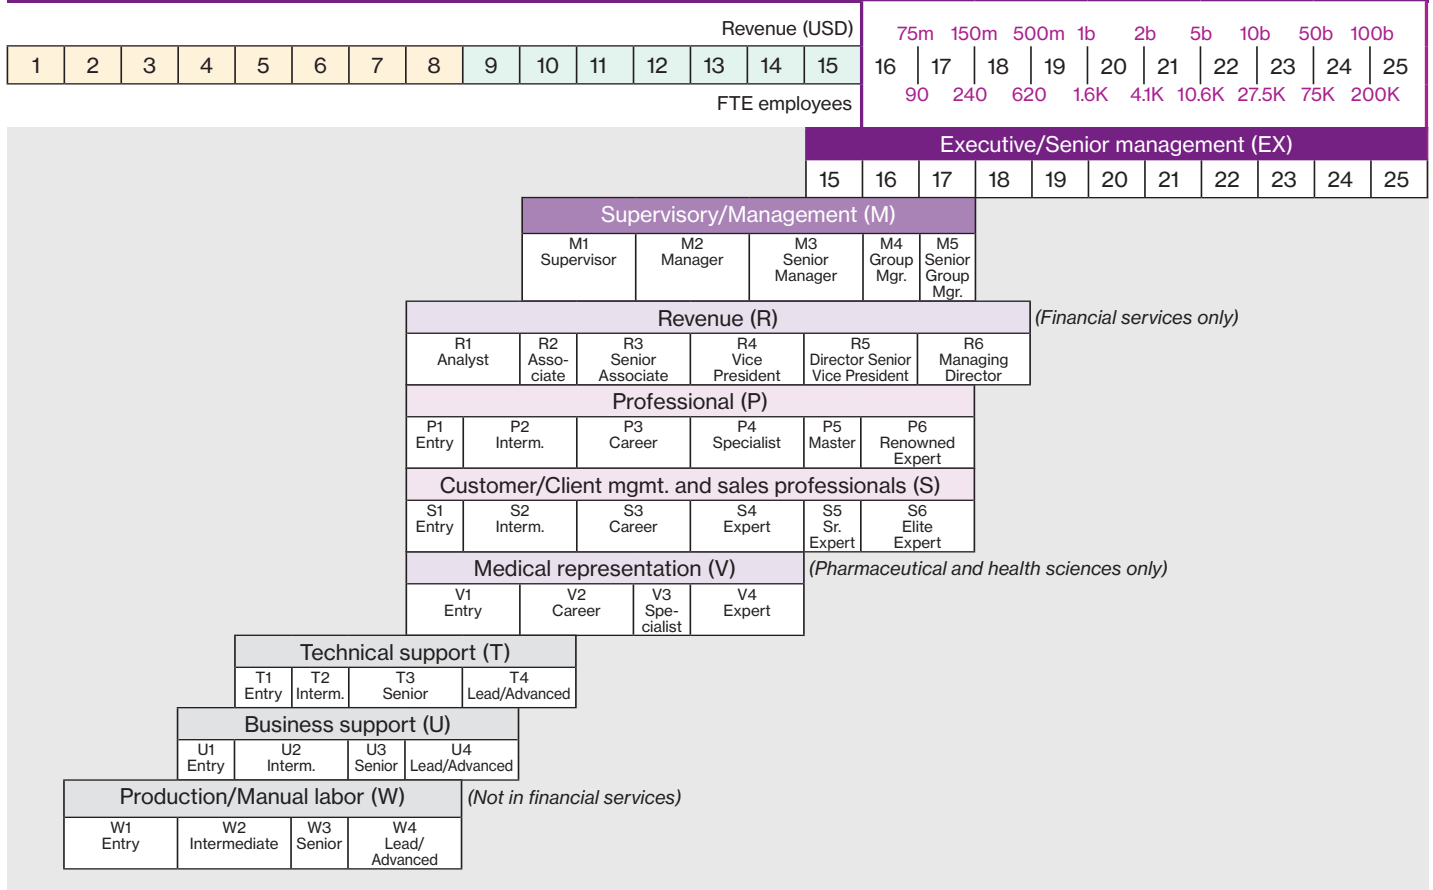 Revenue (USD)
75m 150m 500m 1b 2b 5b 10b 50b 100b
1 2 3 4 5 6 7 8 9 10 11 12 13 14 15 16 17 18 19 20 21 22 23 24 25
FTE employees
90 240 620 1.6K 4.1K 10.6K 27.5K 75K 200K
Executive/Senior management (EX)
15 16 17 18 19 20 21 22 23 24 25
Supervisory/Management (M)
M1
Supervisor
M2
Manager
M3
Senior
Manager
M4
Group
Mgr.
M5
Senior
Group
Mgr.
Revenue (R)
(Financial services only)
R1
Analyst
R2
Asso-
ciate
R3
Senior
Associate
R4
Vice
President
R5
Director Senior
Vice President
R6
Managing
Director
Professional (P)
P1
Entry
P2
Interm.
P3
Career
P4
Specialist
P5
Master
P6
Renowned
Expert
Customer/Client mgmt. and sales professionals (S)
S1
Entry
S2
Interm.
S3
Career
S4
Expert
S5
Sr.
Expert
S6
Elite
Expert
Medical representation (V)
(Pharmaceutical and health sciences only)
V1
Entry
V2
Career
V3
Spe-
cialist
V4
Expert
Technical support (T)
T1
Entry
T2
Interm.
T3
Senior
T4
Lead/Advanced
Business support (U)
U1
Entry
U2
Interm.
U3
Senior
U4
Lead/Advanced
Production/Manual labor (W)
(Not in financial services)
W1
Entry
W2
Intermediate
W3
Senior
W4
Lead/
Advanced